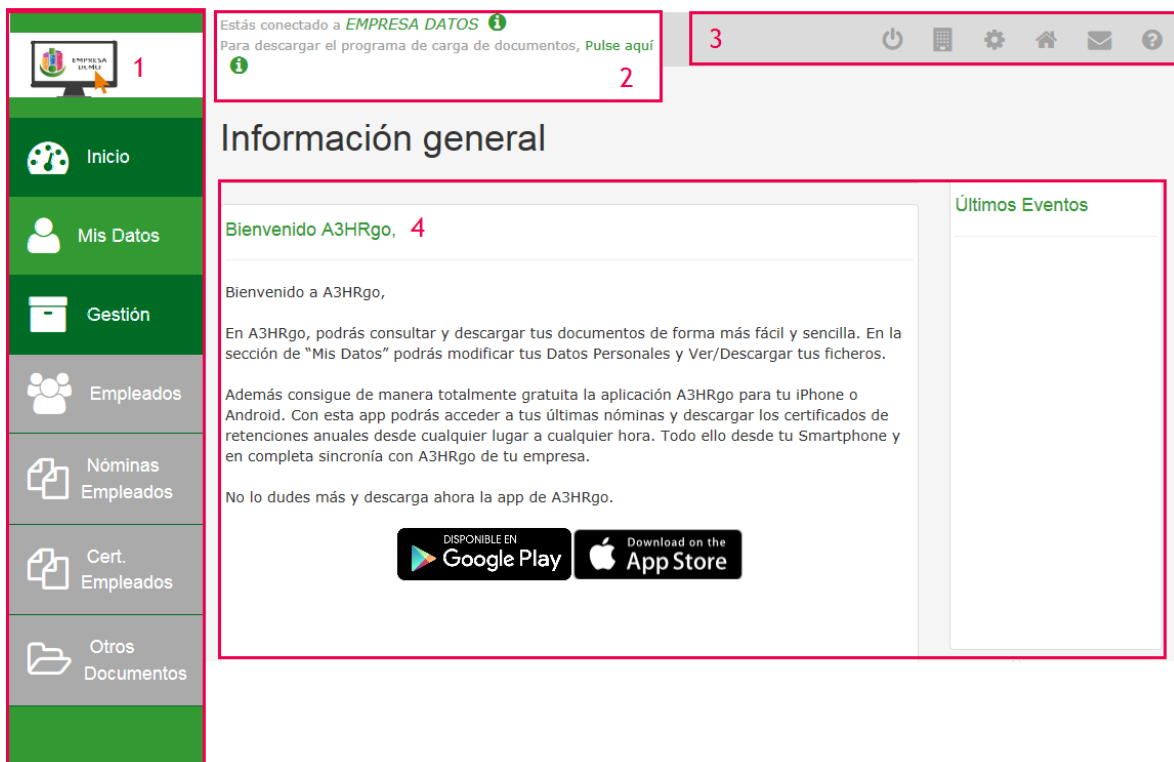 EMPRESA
DEMO
1
Inicio
Mis Datos
Gestión
Empleados
Nóminas
Empleados
Cert.
Empleados
Otros
Documentos
Estás conectado a EMPRESA DATOS
Para descargar el programa de carga de documentos, Pulse aquí
2
3
Información general
Bienvenido A3HRgo, 4
Bienvenido a A3HRgo,
En A3HRgo, podrás consultar y descargar tus documentos de forma más fácil y sencilla. En la
sección de “Mis Datos” podrás modificar tus Datos Personales y Ver/Descargar tus ficheros.
Además consigue de manera totalmente gratuita la aplicación A3HRgo para tu iPhone o
Android. Con esta app podrás acceder a tus últimas nóminas y descargar los certificados de
retenciones anuales desde cualquier lugar a cualquier hora. Todo ello desde tu Smartphone y
en completa sincronía con A3HRgo de tu empresa.
No lo dudes más y descarga ahora la app de A3HRgo.
DISPONIBLE EN
Google Play
Download on the
App Store
Últimos Eventos